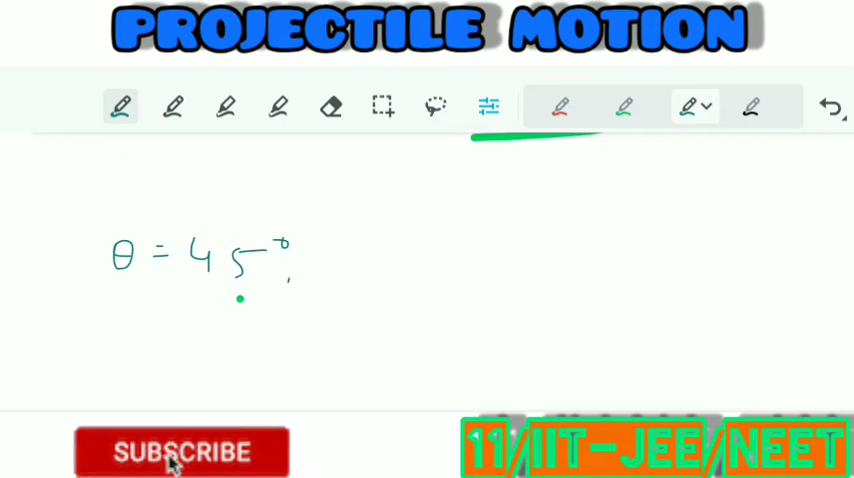 PROJECTILE MOTION
θ = 45°
SUBSCRIBE
11/IIT-JEE/NEET